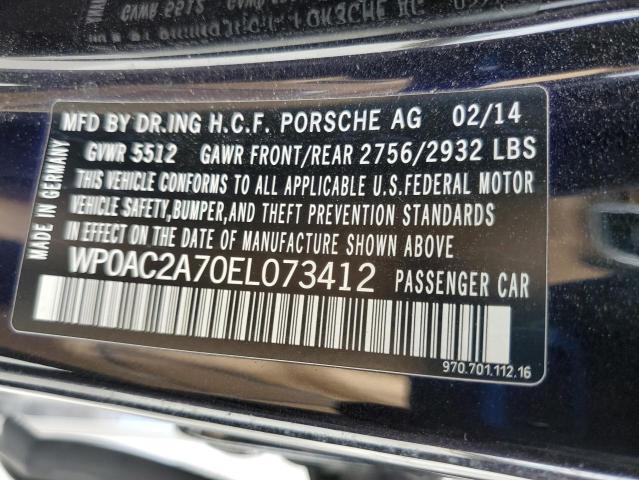 MFD BY DR.ING H.C.F. PORSCHE AG 02/14
GVWR 5512 GAWR FRONT/REAR 2756/2932 LBS
THIS VEHICLE CONFORMS TO ALL APPLICABLE U.S.FEDERAL MOTOR
VEHICLE SAFETY,BUMPER,AND THEFT PREVENTION STANDARDS
IN EFFECT ON THE DATE OF MANUFACTURE SHOWN ABOVE
WP0AC2A70EL073412 PASSENGER CAR
MADE IN GERMANY
970.701.112.16